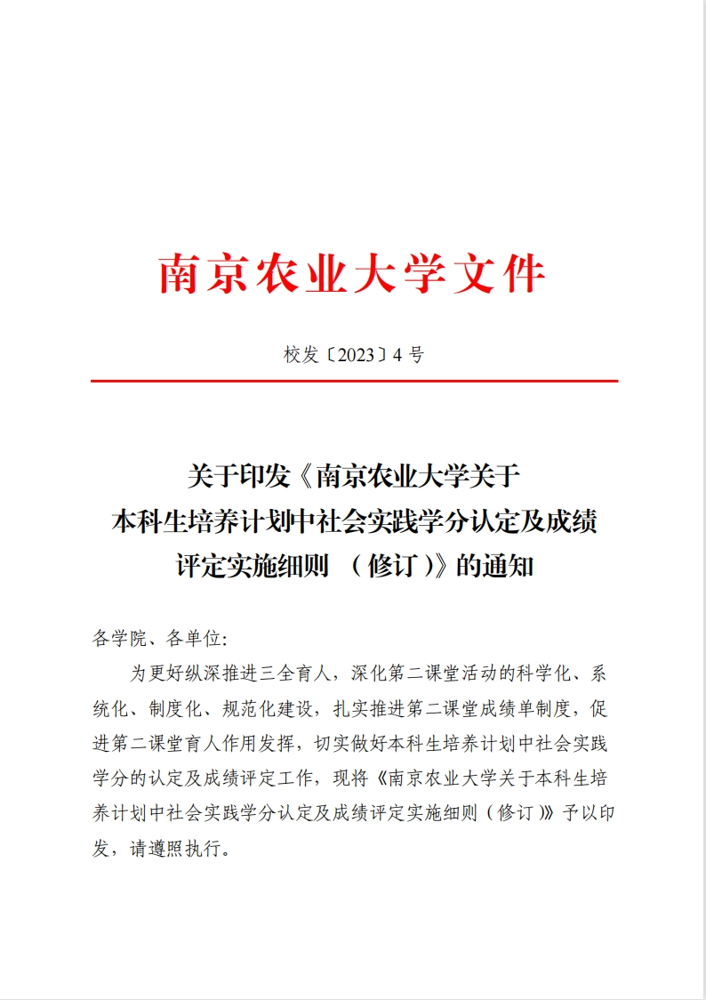 南京农业大学文件
校发〔2023〕4 号
关于印发《南京农业大学关于
本科生培养计划中社会实践学分认定及成绩
评定实施细则 （修订）》的通知
各学院、各单位：
为更好纵深推进三全育人，深化第二课堂活动的科学化、系
统化、制度化、规范化建设，扎实推进第二课堂成绩单制度，促
进第二课堂育人作用发挥，切实做好本科生培养计划中社会实践
学分的认定及成绩评定工作，现将《南京农业大学关于本科生培
养计划中社会实践学分认定及成绩评定实施细则（修订）》予以印
发，请遵照执行。